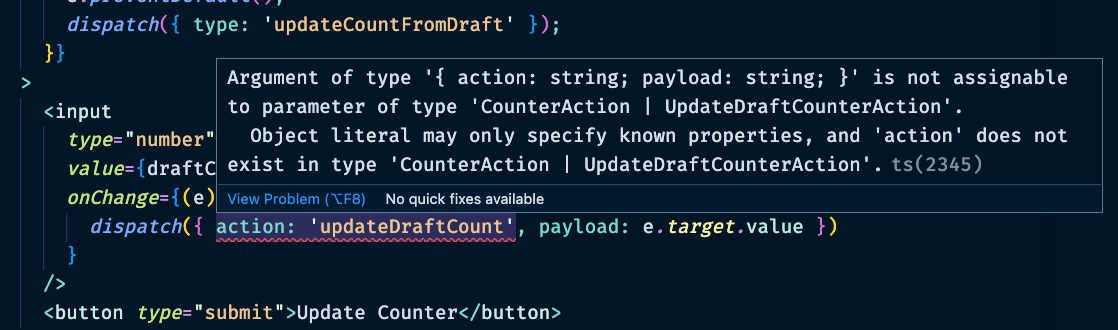 dispatch({ type: 'updateCountFromDraft' });
}}
>
Argument of type '{ action: string; payload: string; }' is not assignable
to parameter of type 'CounterAction | UpdateDraftCounterAction'.
Object literal may only specify known properties, and 'action' does not
exist in type 'CounterAction | UpdateDraftCounterAction'. ts(2345)
View Problem (⌥F8) No quick fixes available
<input
type="number"
value={draftC
onChange={(e)
dispatch({ action: 'updateDraftCount', payload: e.target.value })
}
/>
<button type="submit">Update Counter</button>